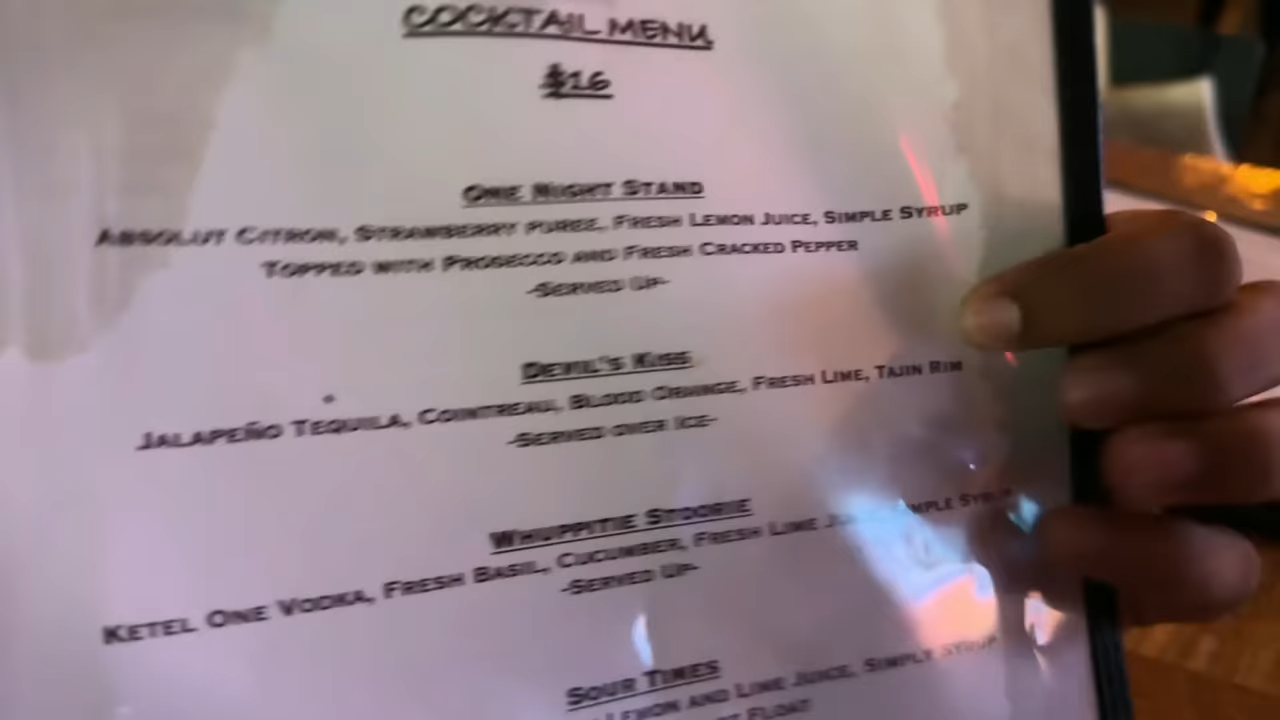 COCKTAIL MENU
$16
ONE NIGHT STAND
ABSOLUT CITRON, STRAWBERRY PUREE, FRESH LEMON JUICE, SIMPLE SYRUP
TOPPED WITH PROSECCO AND FRESH CRACKED PEPPER
-SERVED UP-
DEVIL'S KISS
JALAPEÑO TEQUILA, COINTREAU, BLOOD ORANGE, FRESH LIME, TAJIN RIM
-SERVED OVER ICE-
WHUPPITIE STOORIE
KETEL ONE VODKA, FRESH BASIL, CUCUMBER, FRESH LIME JUICE, SIMPLE SYRUP
-SERVED UP-
SOUR TIMES
LEMON AND LIME JUICE, SIMPLY SYRUP
FLOAT